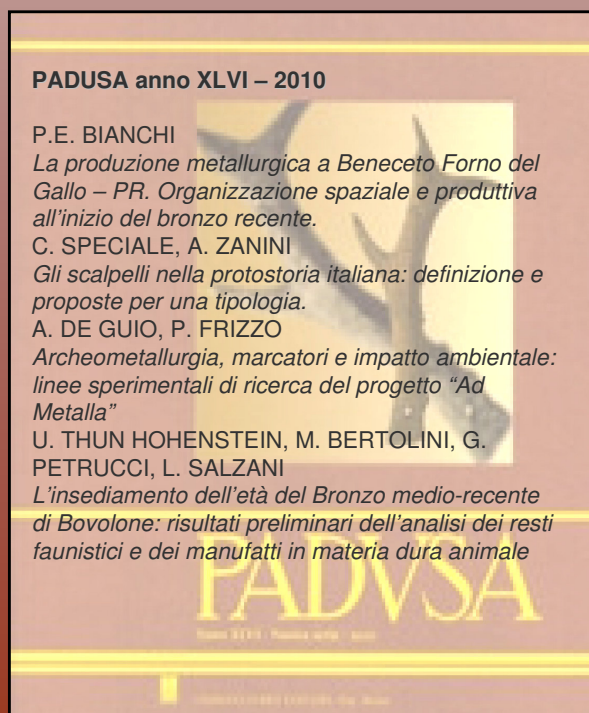 PADUSA anno XLVI – 2010
P.E. BIANCHI
La produzione metallurgica a Beneceto Forno del
Gallo – PR. Organizzazione spaziale e produttiva
all'inizio del bronzo recente.
C. SPECIALE, A. ZANINI
Gli scalpelli nella protostoria italiana: definizione e
proposte per una tipologia.
A. DE GUIO, P. FRIZZO
Archeometallurgia, marcatori e impatto ambientale:
linee sperimentali di ricerca del progetto “Ad
Metalla”
U. THUN HOHENSTEIN, M. BERTOLINI, G.
PETRUCCI, L. SALZANI
L'insediamento dell'età del Bronzo medio-recente
di Bovolone: risultati preliminari dell'analisi dei resti
faunistici e dei manufatti in materia dura animale
PADVSA